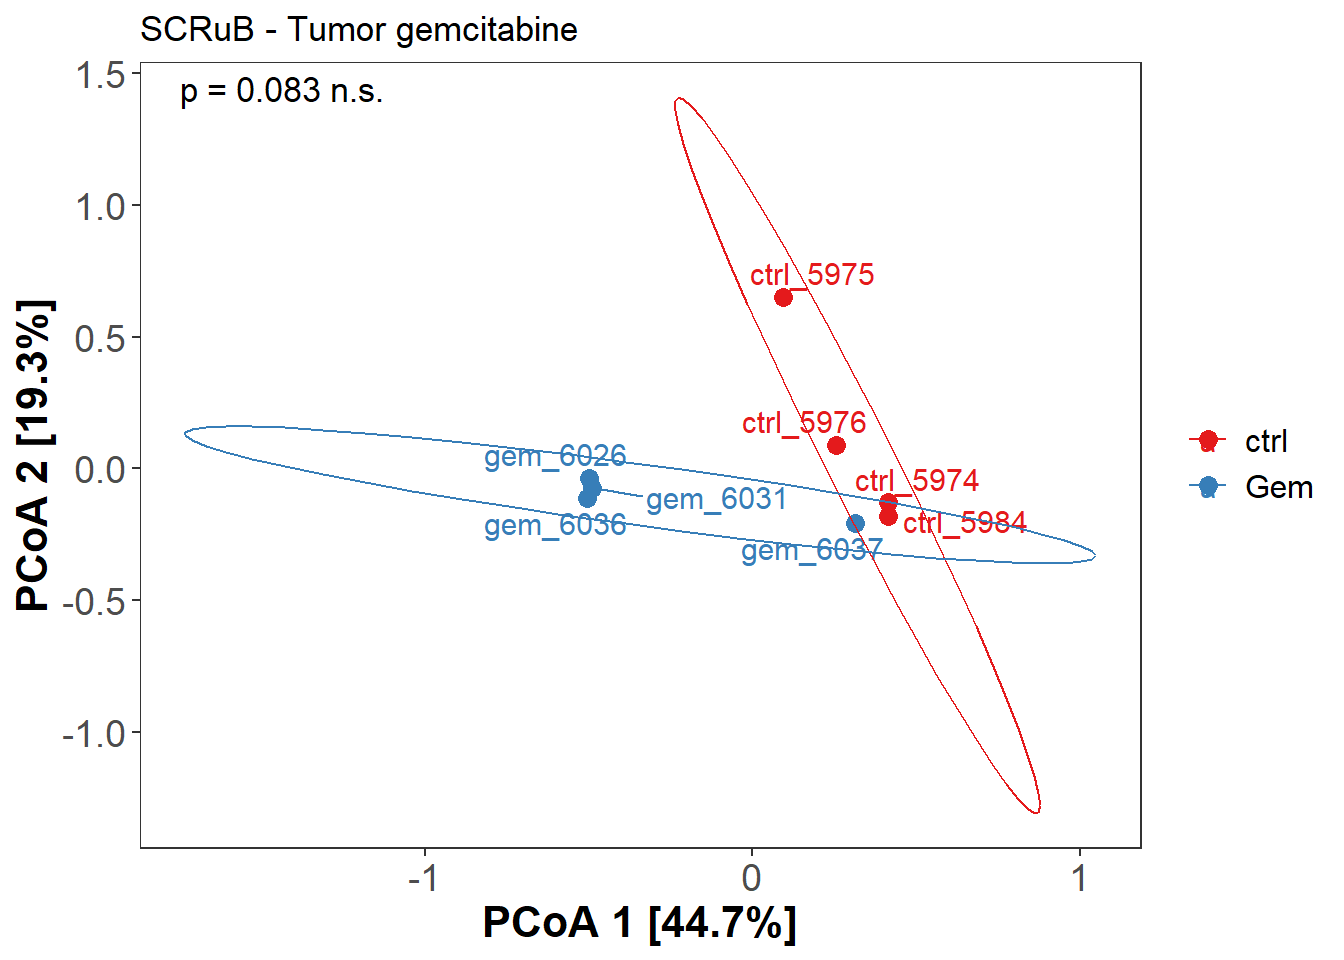 SCRuB - Tumor gemcitabine
p = 0.083 n.s.
1.5
1.0
0.5
0.0
-0.5
-1.0
PCoA 2 [19.3%]
ctrl_5975
ctrl_5976
gem_6026
ctrl_5974
gem_6031
gem_6036
ctrl_5984
gem_6037
ctrl
Gem
-1
0
1
PCoA 1 [44.7%]